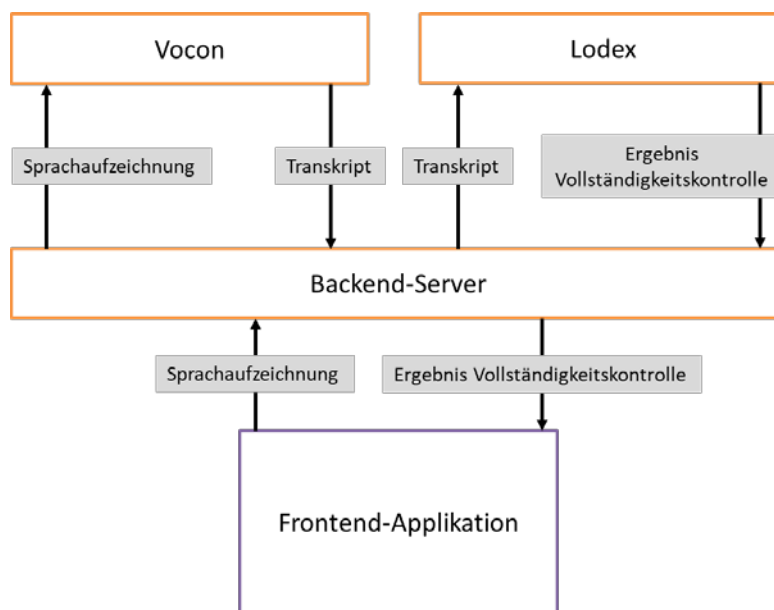 Vocon
Lodex
Sprachaufzeichnung
Transkript
Transkript
Ergebnis
Vollständigkeitskontrolle
Backend-Server
Sprachaufzeichnung
Ergebnis Vollständigkeitskontrolle
Frontend-Applikation